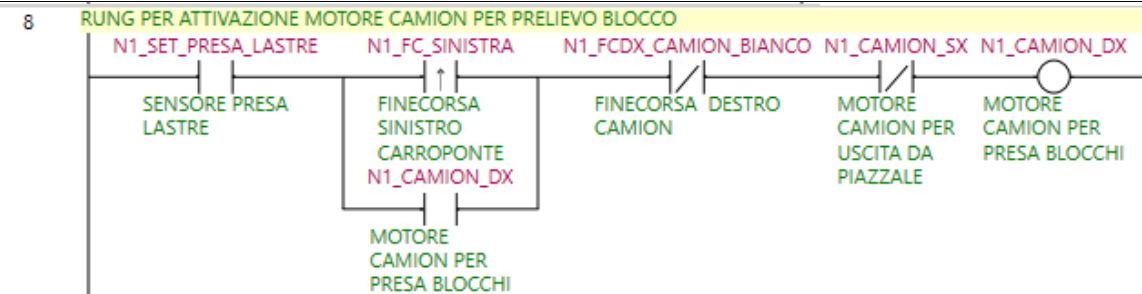 8
RUNG PER ATTIVAZIONE MOTORE CAMION PER PRELIEVO BLOCCO
N1_SET_PRESA_LASTRE
N1_FC_SINISTRA
N1_FCDX_CAMION_BIANCO
N1_CAMION_SX
N1_CAMION_DX
SENSORE PRESA
LASTRE
FINECORSA
SINISTRO
CARROPONTE
FINECORSA DESTRO
CAMION
MOTORE
CAMION PER
USCITA DA
PIAZZALE
MOTORE
CAMION PER
PRESA BLOCCHI
N1_CAMION_DX
MOTORE
CAMION PER
PRESA BLOCCHI